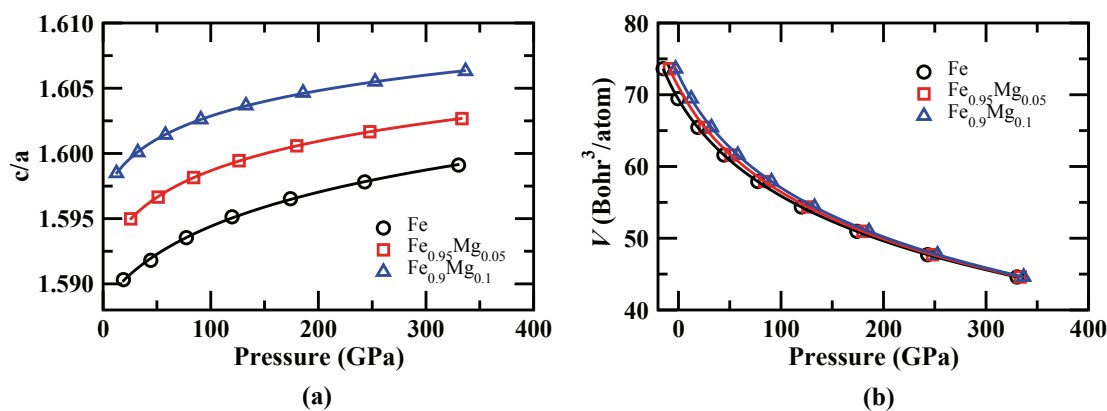 1.610
1.605
1.600
1.595
1.590
c/a
0 100 200 300 400
Pressure (GPa)
Fe
Fe0.95Mg0.05
Fe0.9Mg0.1
(a)
80
70
60
50
40
V (Bohr3/atom)
0 100 200 300 400
Pressure (GPa)
Fe
Fe0.95Mg0.05
Fe0.9Mg0.1
(b)